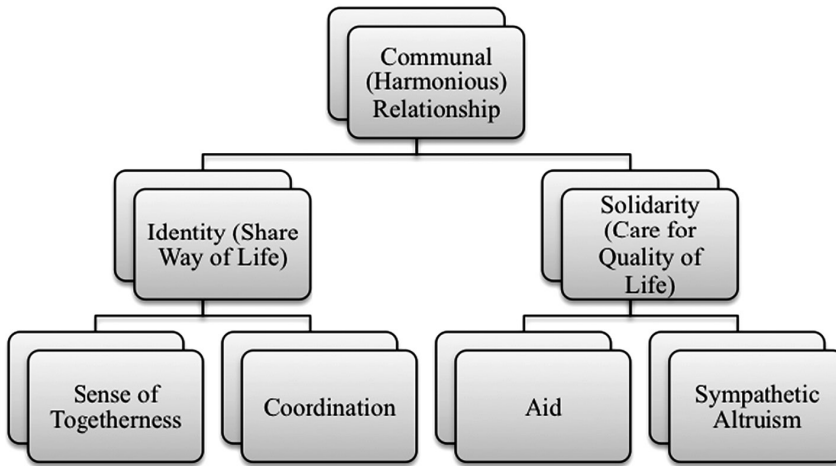 Communal
(Harmonious)
Relationship
Identity (Share
Way of Life)
Solidarity
(Care for
Quality of
Life)
Sense of
Togetherness
Coordination
Aid
Sympathetic
Altruism